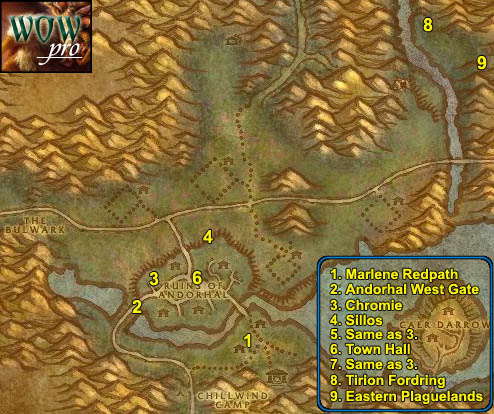 WOW
pro
8
9
THE
BULWARK
4
3
6
RUINS OF
ANDORHAL
2
1
CHILLWIND
CAMP
CAER DARROW
1. Marlene Redpath
2. Andorhal West Gate
3. Chromie
4. Sillos
5. Same as 3.
6. Town Hall
7. Same as 3.
8. Tirion Fordring
9. Eastern Plaguelands